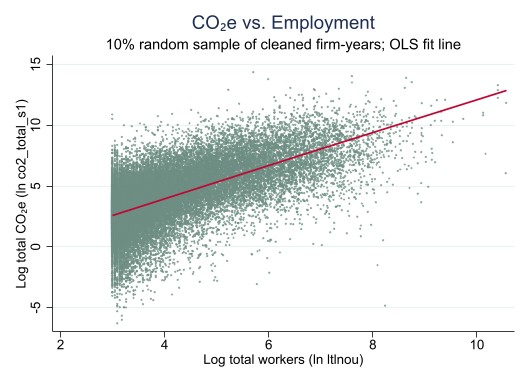 CO₂e vs. Employment
10% random sample of cleaned firm-years; OLS fit line
Log total CO₂e (ln co2_total_s1)
15
10
5
0
-5
2 4 6 8 10
Log total workers (ln ltlnou)